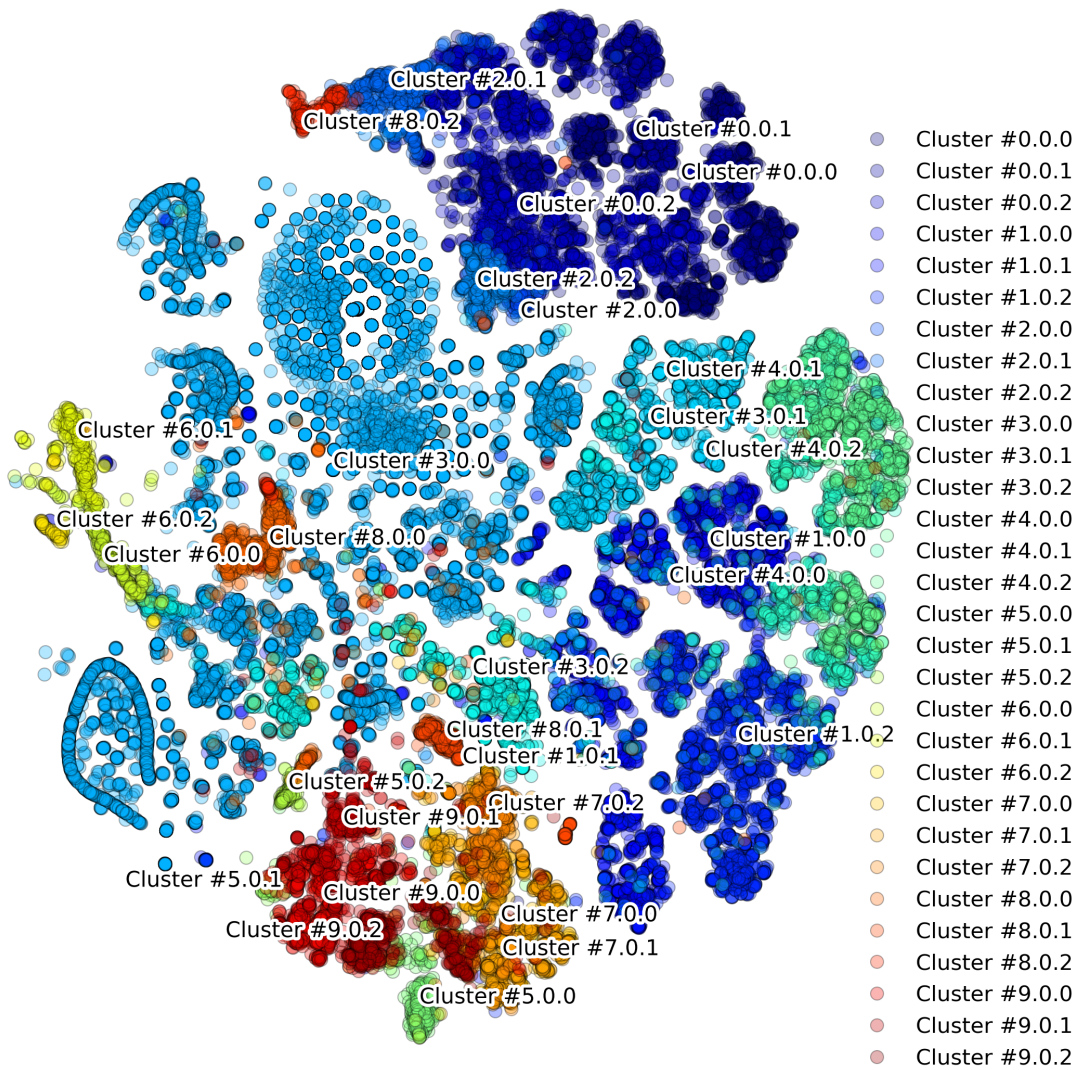 Cluster #2.0.1
Cluster #8.0.2
Cluster #0.0.1
Cluster #0.0.0
Cluster #0.0.2
Cluster #2.0.2
Cluster #2.0.0
Cluster #4.0.1
Cluster #3.0.1
Cluster #6.0.1
Cluster #4.0.2
Cluster #3.0.0
Cluster #6.0.2
Cluster #8.0.0
Cluster #1.0.0
Cluster #6.0.0
Cluster #4.0.0
Cluster #3.0.2
Cluster #8.0.1
Cluster #1.0.2
Cluster #1.0.1
Cluster #5.0.2
Cluster #7.0.2
Cluster #9.0.1
Cluster #5.0.1
Cluster #9.0.0
Cluster #7.0.0
Cluster #9.0.2
Cluster #7.0.1
Cluster #5.0.0
Cluster #0.0.0
Cluster #0.0.1
Cluster #0.0.2
Cluster #1.0.0
Cluster #1.0.1
Cluster #1.0.2
Cluster #2.0.0
Cluster #2.0.1
Cluster #2.0.2
Cluster #3.0.0
Cluster #3.0.1
Cluster #3.0.2
Cluster #4.0.0
Cluster #4.0.1
Cluster #4.0.2
Cluster #5.0.0
Cluster #5.0.1
Cluster #5.0.2
Cluster #6.0.0
Cluster #6.0.1
Cluster #6.0.2
Cluster #7.0.0
Cluster #7.0.1
Cluster #7.0.2
Cluster #8.0.0
Cluster #8.0.1
Cluster #8.0.2
Cluster #9.0.0
Cluster #9.0.1
Cluster #9.0.2